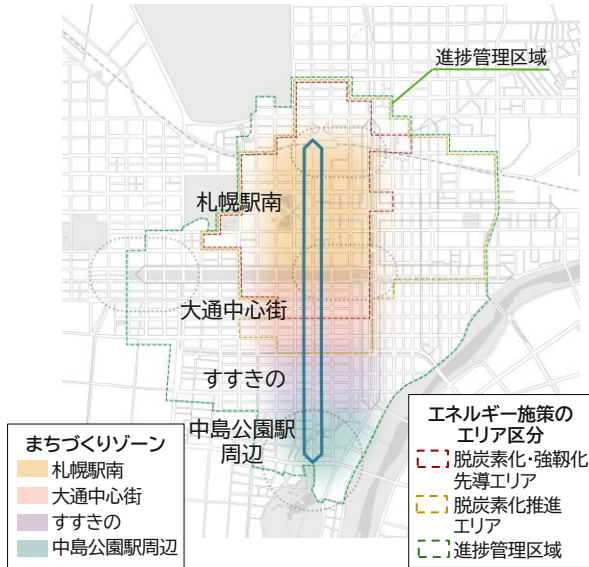 進捗管理区域
札幌駅南
大通中心街
すすきの
中島公園駅
周辺
まちづくりゾーン
札幌駅南
大通中心街
すすきの
中島公園駅周辺
エネルギー施策の
エリア区分
脱炭素化・強靱化
先導エリア
脱炭素化推進
エリア
進捗管理区域